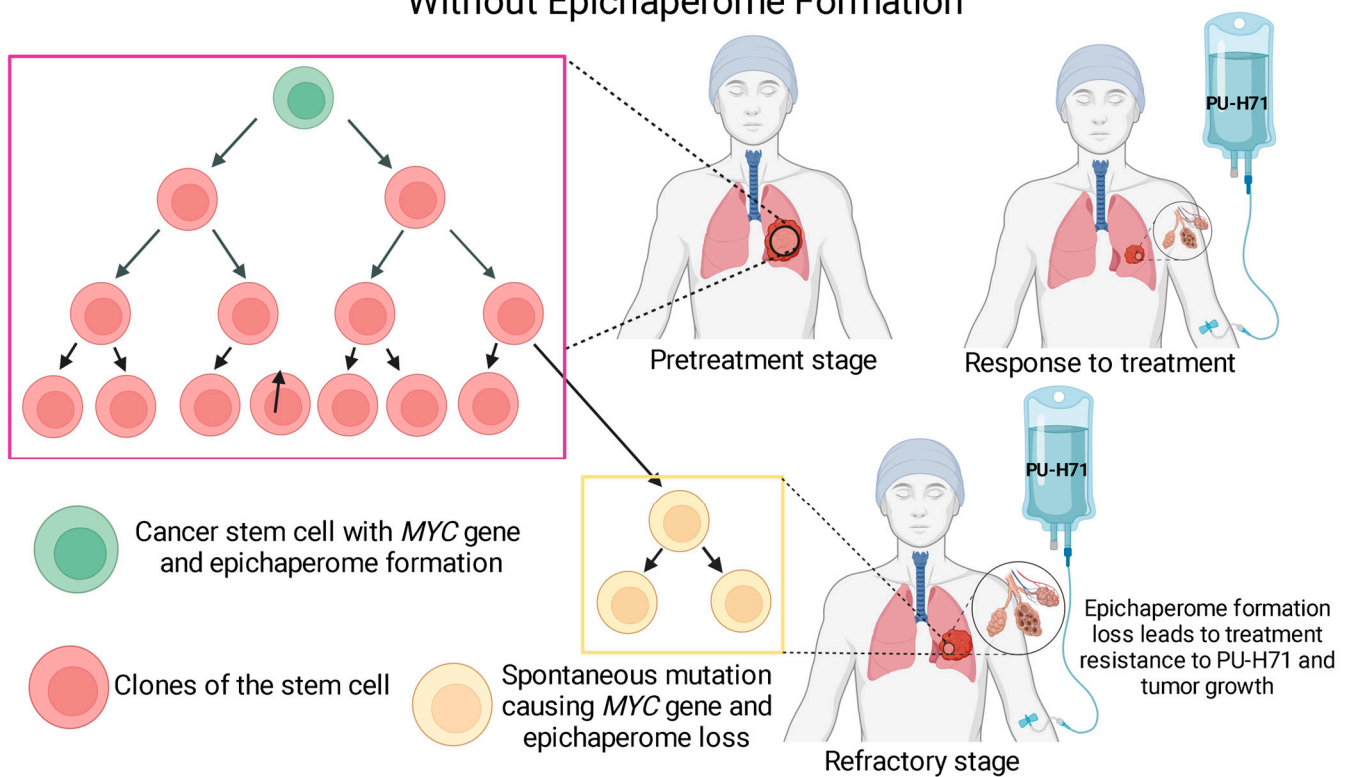 Without Epichaperome Formation
PU-H71
Pretreatment stage
Response to treatment
PU-H71
Cancer stem cell with MYC gene
and epichaperome formation
Epichaperome formation
loss leads to treatment
resistance to PU-H71 and
tumor growth
Clones of the stem cell
Spontaneous mutation
causing MYC gene and
epichaperome loss
Refractory stage